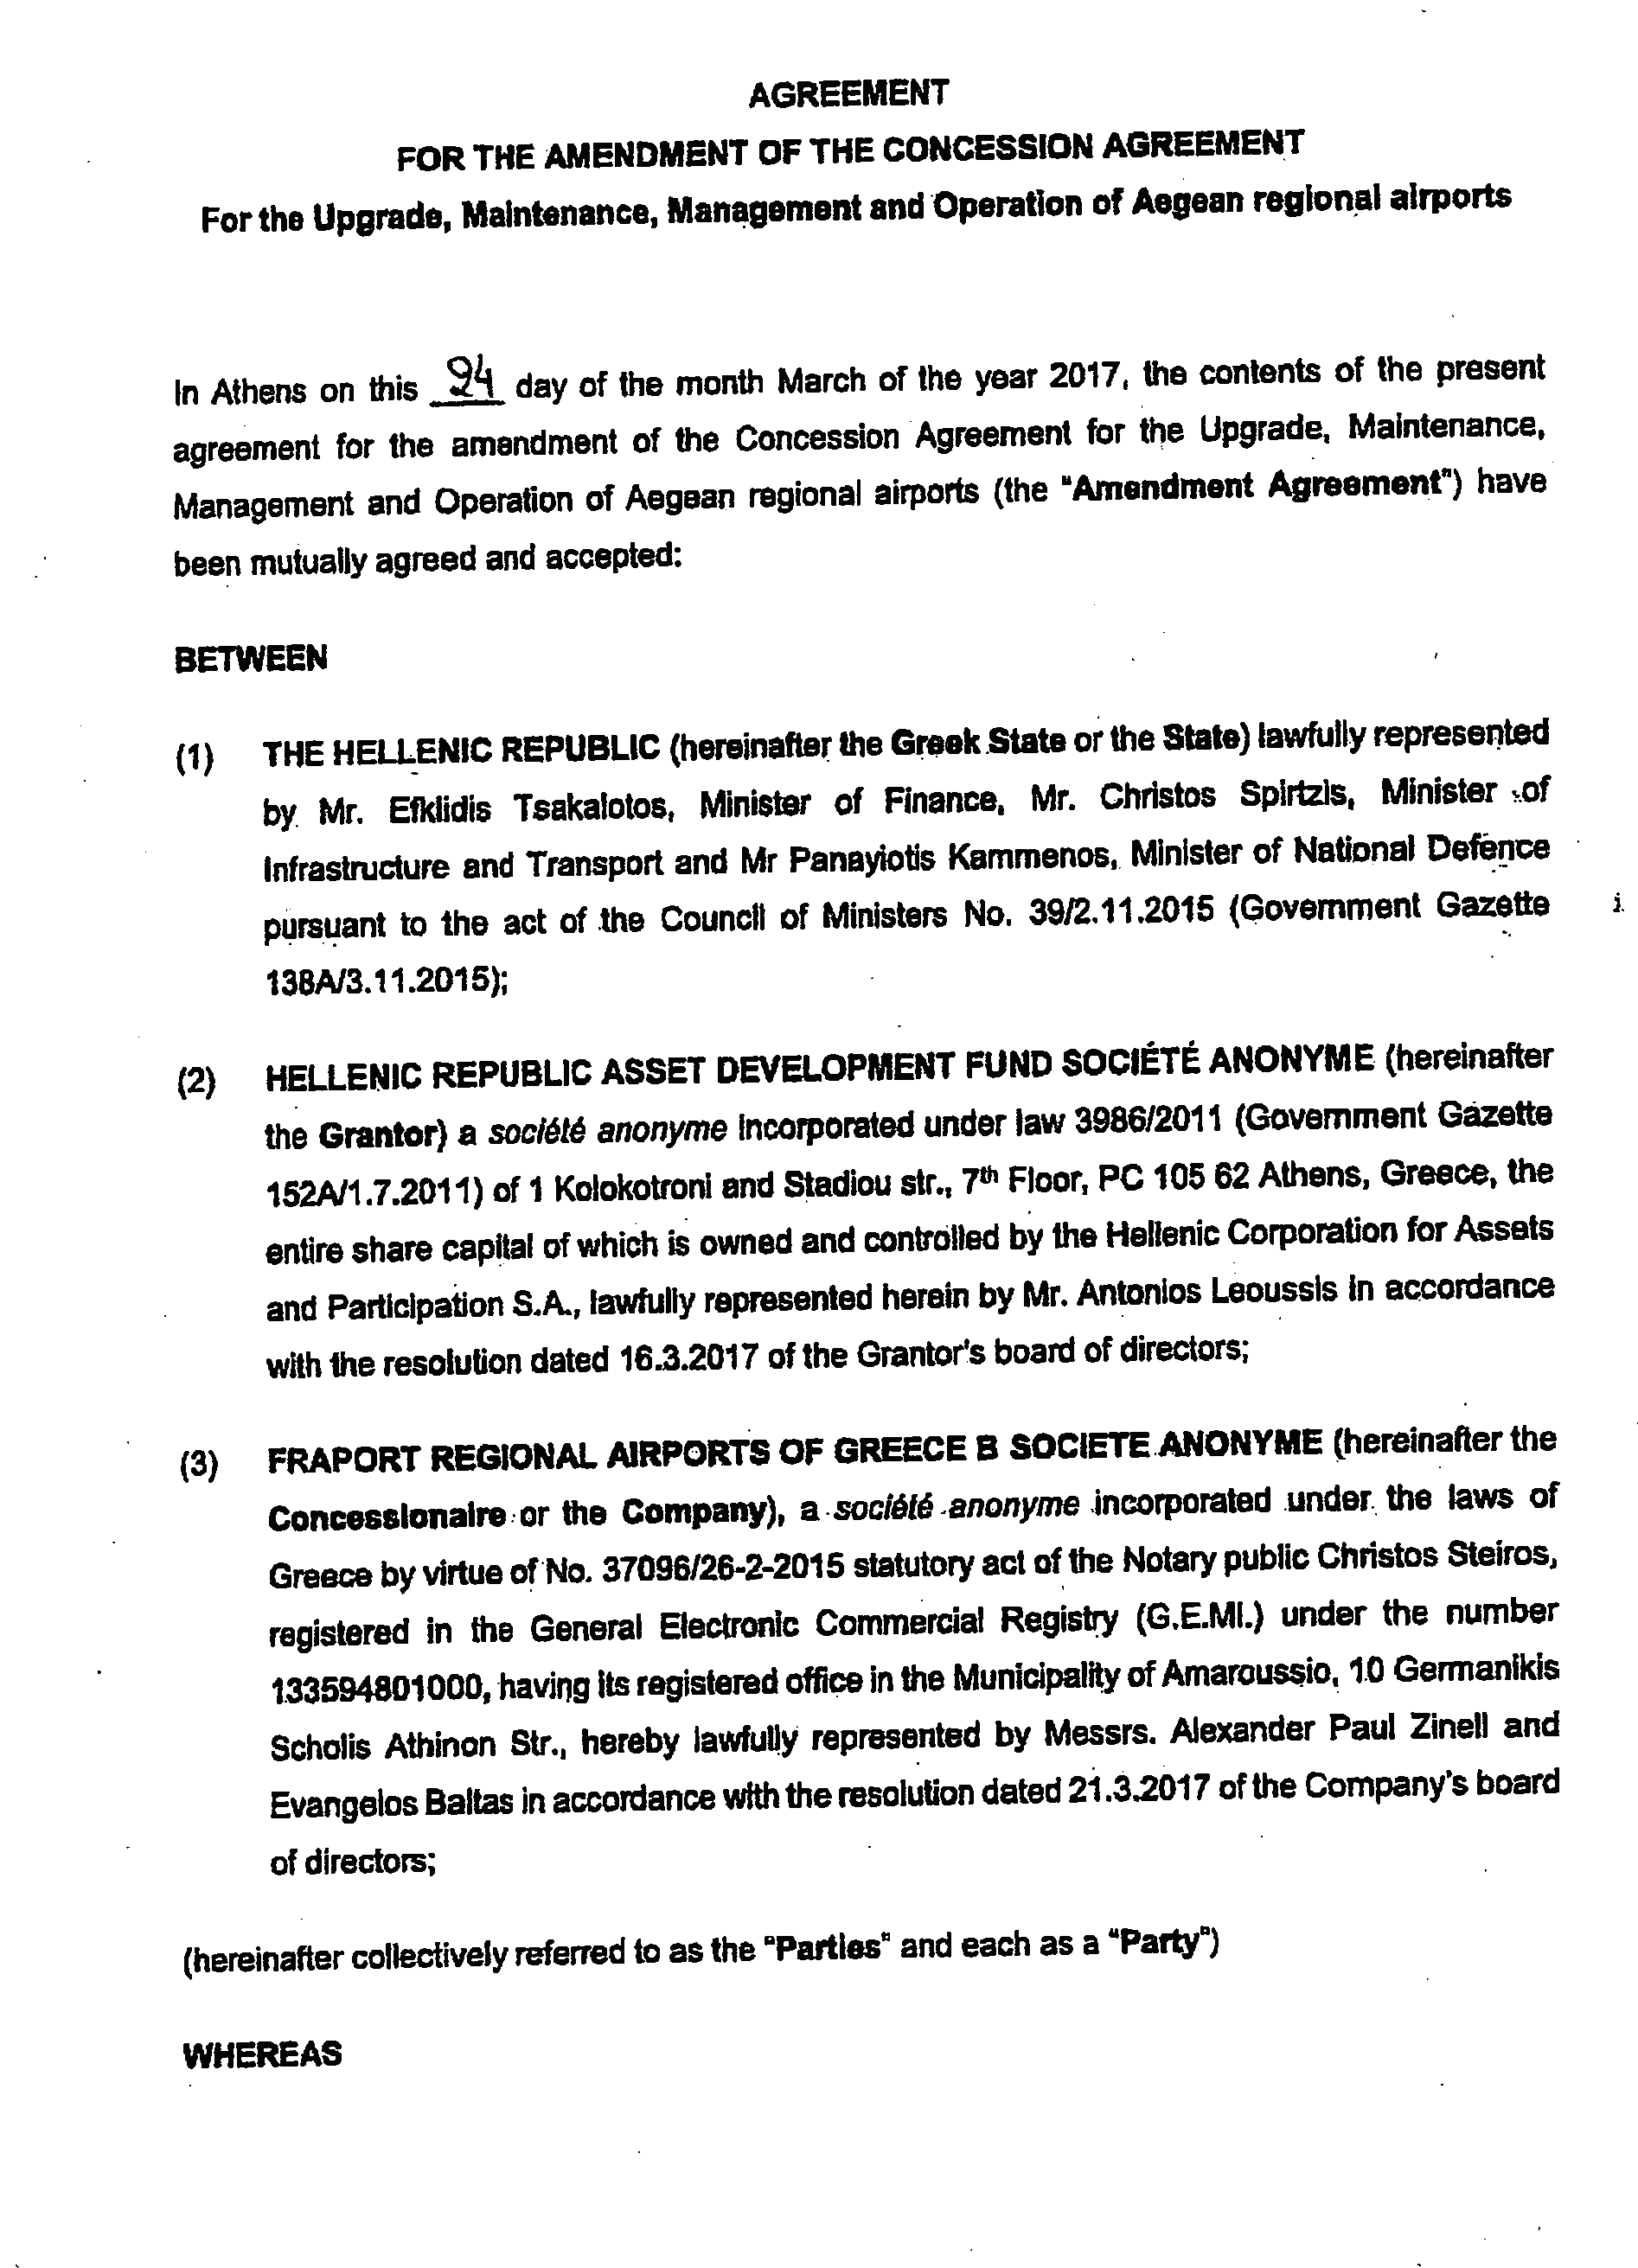 AGREEMENT
FOR THE AMENDMENT OF THE CONCESSION AGREEMENT
For the Upgrade, Maintenance, Management and Operation of Aegean regional airports
In Athens on this 24 day of the month March of the year 2017, the contents of the present
agreement for the amendment of the Concession Agreement for the Upgrade, Maintenance,
Management and Operation of Aegean regional airports (the "Amendment Agreement") have
been mutually agreed and accepted:
BETWEEN
(1) THE HELLENIC REPUBLIC (hereinafter the Greek State or the State) lawfully represented
by Mr. Efklidis Tsakalotos, Minister of Finance, Mr. Christos Spirtzis, Minister of
Infrastructure and Transport and Mr Panayiotis Kammenos, Minister of National Defence
pursuant to the act of the Council of Ministers No. 39/2.11.2015 (Government Gazette
138A/3.11.2015);
(2) HELLENIC REPUBLIC ASSET DEVELOPMENT FUND SOCIÉTÉ ANONYME (hereinafter
the Grantor) a société anonyme incorporated under law 3986/2011 (Government Gazette
152A/1.7.2011) of 1 Kolokotroni and Stadiou str., 7th Floor, PC 105 62 Athens, Greece, the
entire share capital of which is owned and controlled by the Hellenic Corporation for Assets
and Participation S.A., lawfully represented herein by Mr. Antonios Leoussis in accordance
with the resolution dated 16.3.2017 of the Grantor's board of directors;
(3) FRAPORT REGIONAL AIRPORTS OF GREECE B SOCIETE ANONYME (hereinafter the
Concessionaire or the Company), a société anonyme incorporated under the laws of
Greece by virtue of No. 37096/26-2-2015 statutory act of the Notary public Christos Steiros,
registered in the General Electronic Commercial Registry (G.E.MI.) under the number
133594801000, having its registered office in the Municipality of Amaroussio, 10 Germanikis
Scholis Athinon Str., hereby lawfully represented by Messrs. Alexander Paul Zinell and
Evangelos Baltas in accordance with the resolution dated 21.3.2017 of the Company's board
of directors;
(hereinafter collectively referred to as the "Parties" and each as a "Party")
WHEREAS